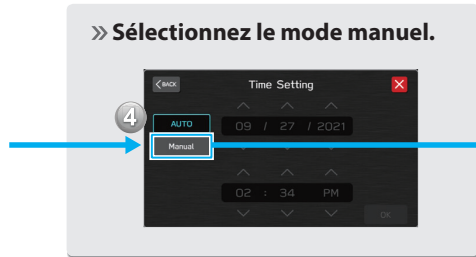 » Sélectionnez le mode manuel.
< BACK Time Setting X
4
AUTO 09 / 27 / 2021
Manual
02 : 34 PM
OK